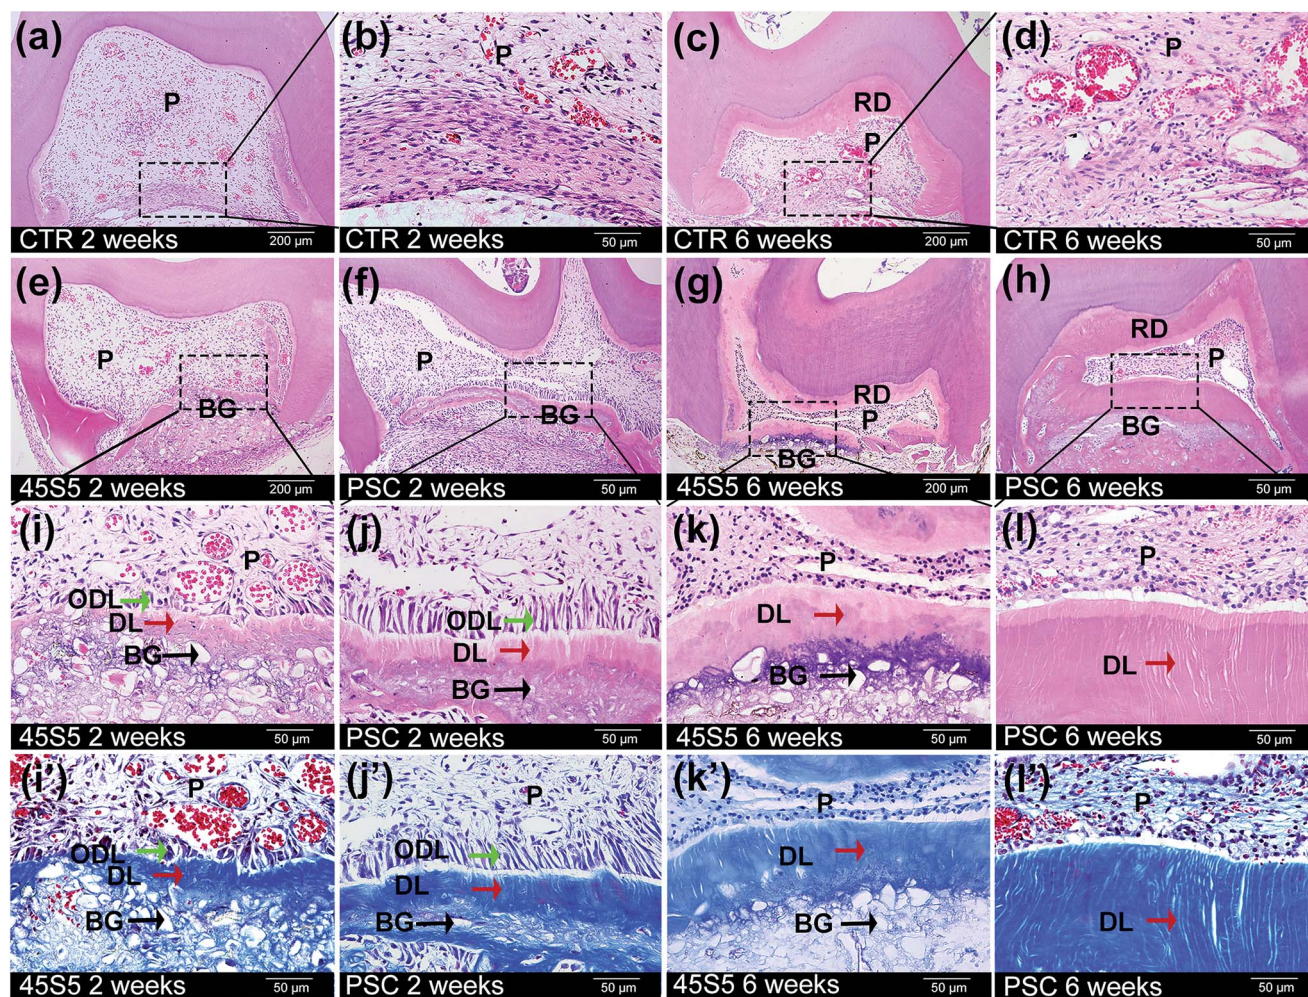 (a) (b) (c) (d)
P P RD P P
CTR 2 weeks 200 µm CTR 2 weeks 50 µm CTR 6 weeks 200 µm CTR 6 weeks 50 µm
(e) (f) (g) (h)
P BG P BG RD P BG RD P BG
45S5 2 weeks 200 µm PSC 2 weeks 50 µm 45S5 6 weeks 200 µm PSC 6 weeks 50 µm
(i) (j) (k) (l)
P ODL DL BG ODL DL BG P DL BG P DL
45S5 2 weeks 50 µm PSC 2 weeks 50 µm 45S5 6 weeks 50 µm PSC 6 weeks 50 µm
(i') (j') (k') (l')
P ODL DL BG P ODL DL BG P DL BG P DL
45S5 2 weeks 50 µm PSC 2 weeks 50 µm 45S5 6 weeks 50 µm PSC 6 weeks 50 µm